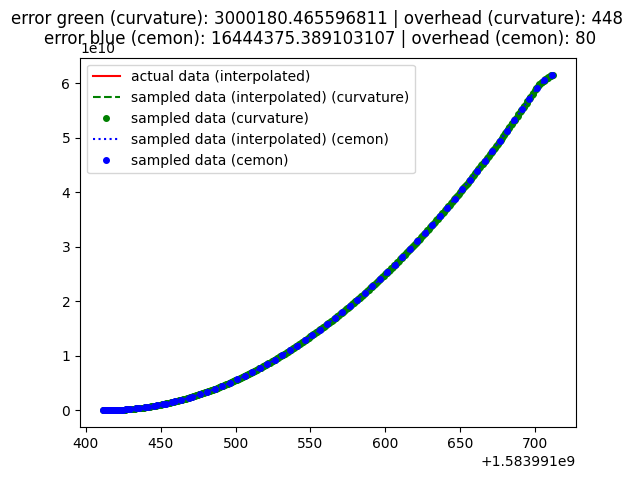 error green (curvature): 3000180.465596811 | overhead (curvature): 448
error blue (cemon): 16444375.389103107 | overhead (cemon): 80
1e10
actual data (interpolated)
sampled data (interpolated) (curvature)
sampled data (curvature)
sampled data (interpolated) (cemon)
sampled data (cemon)
6
5
4
3
2
1
0
400 450 500 550 600 650 700
+1.583991e9